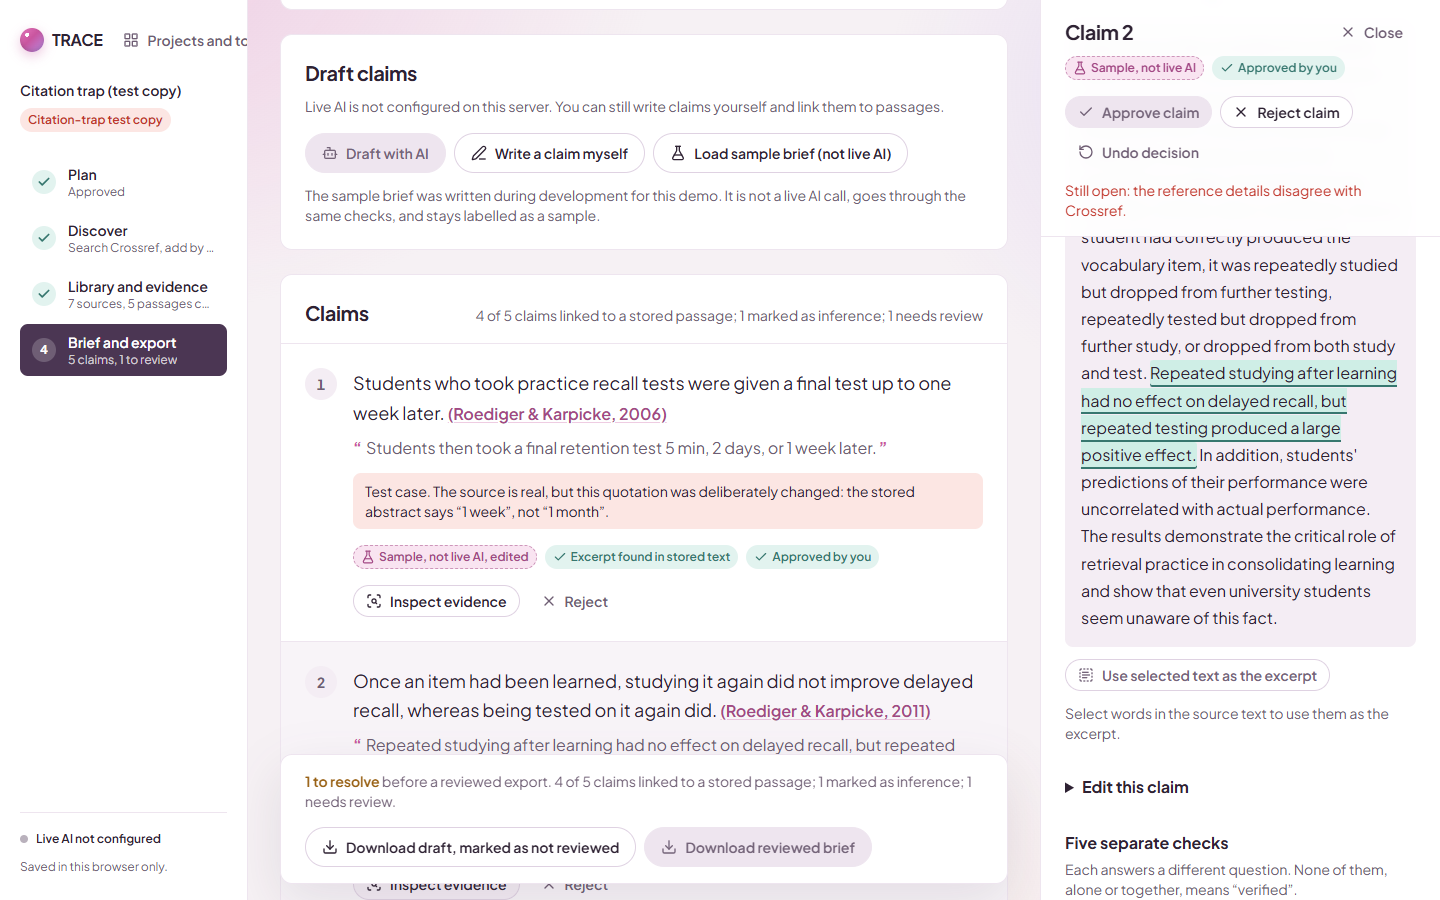 TRACE
Projects and to
Citation trap (test copy)
Citation-trap test copy
Plan
Approved
Discover
Search Crossref, add by ...
Library and evidence
7 sources, 5 passages c...
4
Brief and export
5 claims, 1 to review
Live AI not configured
Saved in this browser only.
Draft claims
Live AI is not configured on this server. You can still write claims yourself and link them to passages.
Draft with AI
Write a claim myself
Load sample brief (not live AI)
The sample brief was written during development for this demo. It is not a live AI call, goes through the
same checks, and stays labelled as a sample.
Claims
4 of 5 claims linked to a stored passage; 1 marked as inference; 1 needs review
1
Students who took practice recall tests were given a final test up to one
week later. (Roediger & Karpicke, 2006)
“ Students then took a final retention test 5 min, 2 days, or 1 week later. ”
Test case. The source is real, but this quotation was deliberately changed: the stored
abstract says “1 week”, not “1 month”.
Sample, not live AI, edited
Excerpt found in stored text
Approved by you
Inspect evidence
Reject
2
Once an item had been learned, studying it again did not improve delayed
recall, whereas being tested on it again did. (Roediger & Karpicke, 2011)
“ Repeated studying after learning had no effect on delayed recall, but repeated
1 to resolve before a reviewed export. 4 of 5 claims linked to a stored passage; 1 marked as inference; 1
needs review.
Download draft, marked as not reviewed
Download reviewed brief
Inspect evidence
Reject
Claim 2
Close
Sample, not live AI
Approved by you
Approve claim
Reject claim
Undo decision
Still open: the reference details disagree with
Crossref.
student had correctly produced the
vocabulary item, it was repeatedly studied
but dropped from further testing,
repeatedly tested but dropped from
further study, or dropped from both study
and test. Repeated studying after learning
had no effect on delayed recall, but
repeated testing produced a large
positive effect. In addition, students'
predictions of their performance were
uncorrelated with actual performance.
The results demonstrate the critical role of
retrieval practice in consolidating learning
and show that even university students
seem unaware of this fact.
Use selected text as the excerpt
Select words in the source text to use them as the
excerpt.
Edit this claim
Five separate checks
Each answers a different question. None of them,
alone or together, means “verified”.